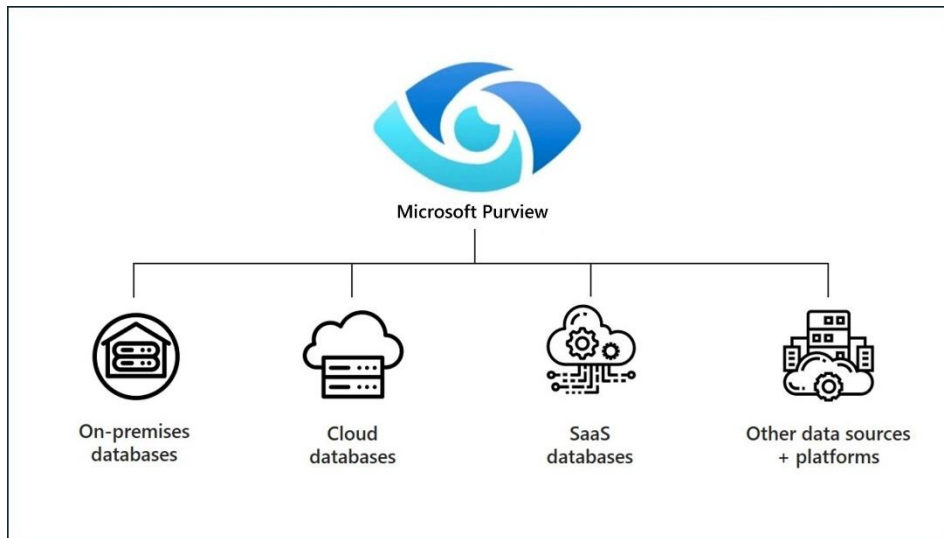 Microsoft Purview
On-premises
databases
Cloud
databases
SaaS
databases
Other data sources
+ platforms